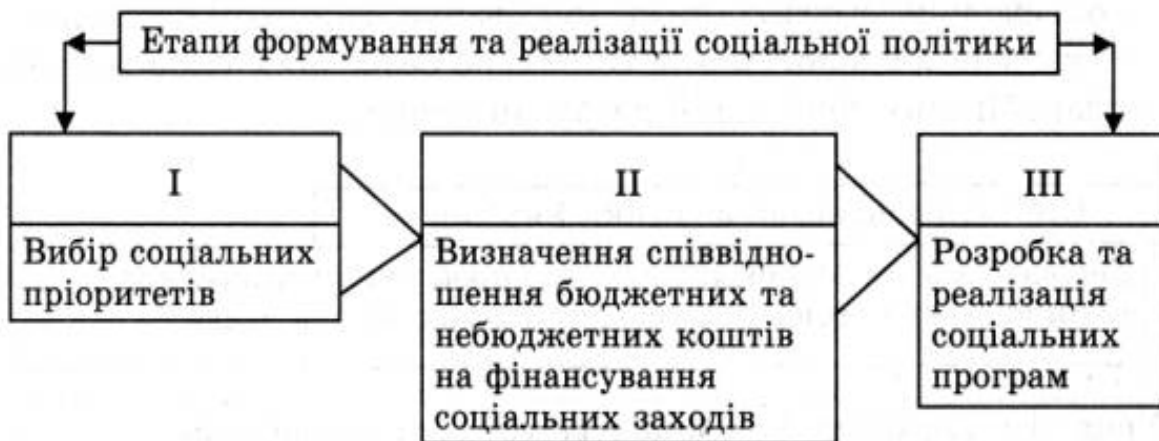 Етапи формування та реалізації соціальної політики
I
Вибір соціальних
пріоритетів
II
Визначення співвідно-
шення бюджетних та
небюджетних коштів
на фінансування
соціальних заходів
III
Розробка та
реалізація
соціальних
програм